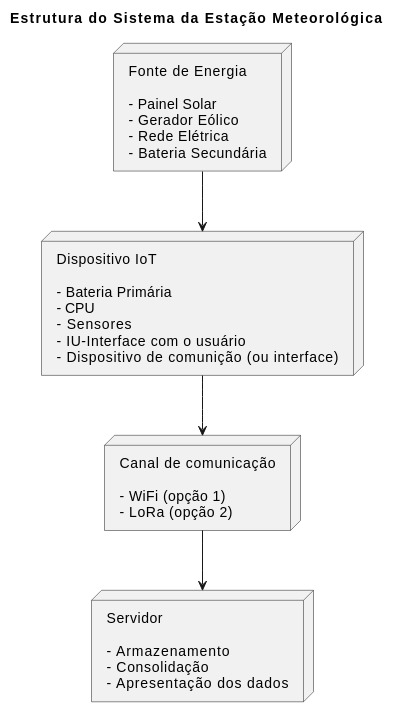 Estrutura do Sistema da Estação Meteorológica
Fonte de Energia
- Painel Solar
- Gerador Eólico
- Rede Elétrica
- Bateria Secundária
Dispositivo IoT
- Bateria Primária
- CPU
- Sensores
- IU-Interface com o usuário
- Dispositivo de comunição (ou interface)
Canal de comunicação
- WiFi (opção 1)
- LoRa (opção 2)
Servidor
- Armazenamento
- Consolidação
- Apresentação dos dados